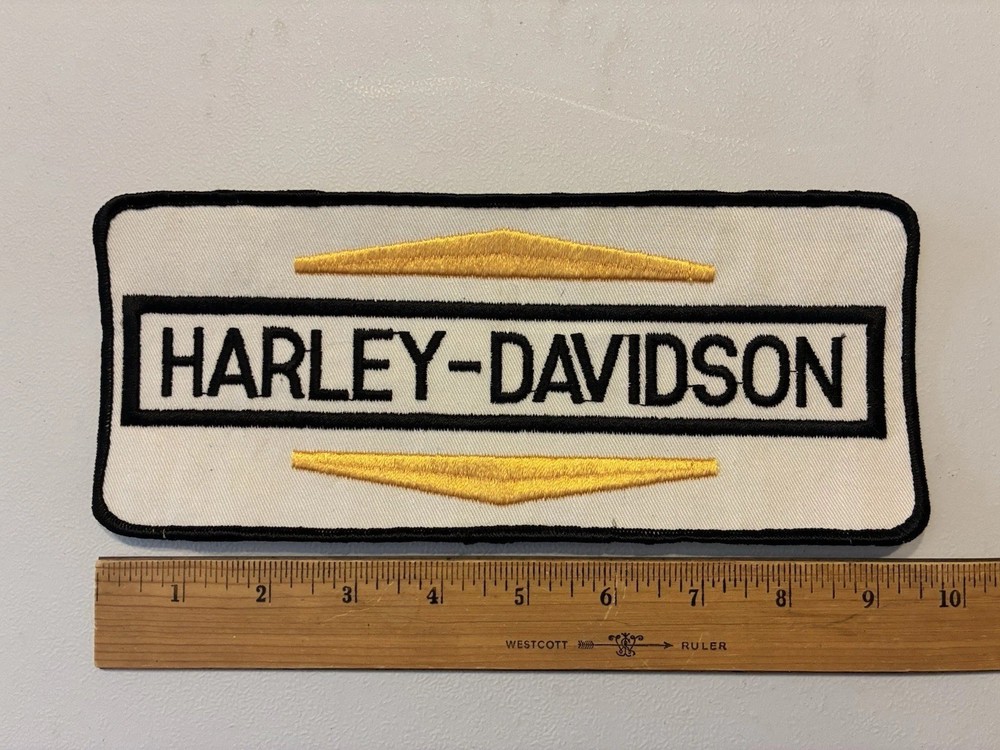 HARLEY-DAVIDSON
1 2 3 4 5 6 7 8 9 10
WESTCOTT RULER